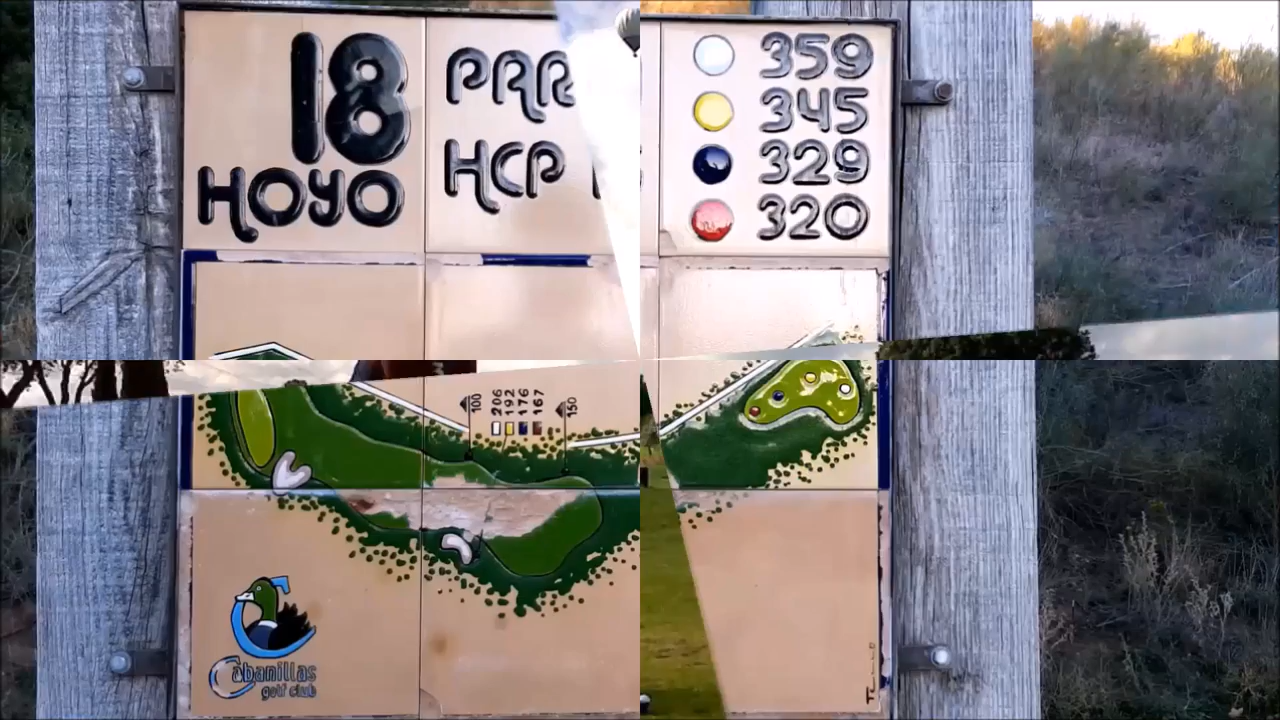 18
HOYO
PAR
HCP
359
345
329
320
100
206
192
176
167
150
Cabanillas
golf club